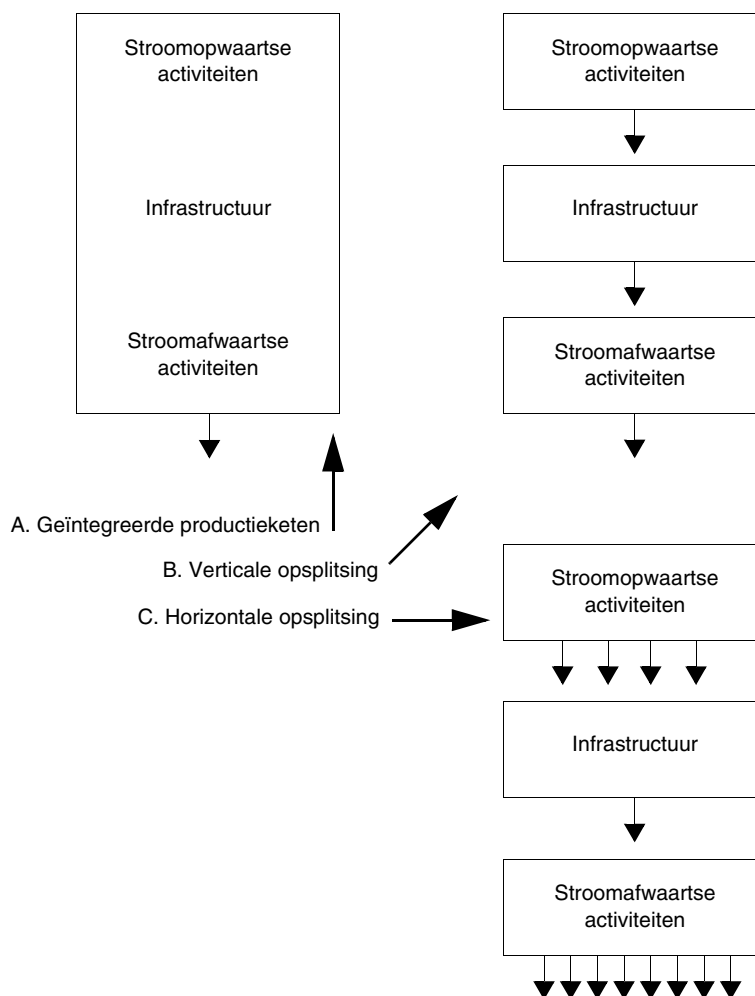 Stroomopwaartse
activiteiten
Infrastructuur
Stroomafwaartse
activiteiten
Stroomopwaartse
activiteiten
Infrastructuur
Stroomafwaartse
activiteiten
A. Geïntegreerde productieketen
B. Verticale opsplitsing
C. Horizontale opsplitsing
Stroomopwaartse
activiteiten
Infrastructuur
Stroomafwaartse
activiteiten